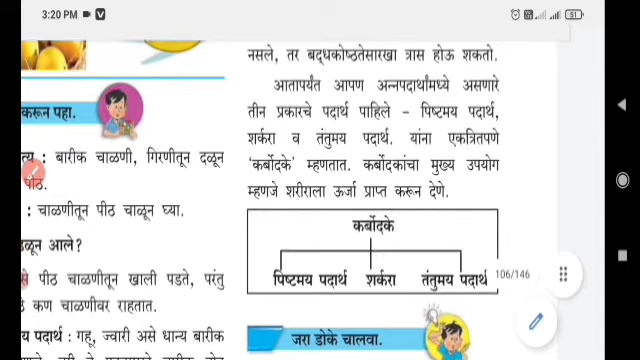 3:20 PM
51
करून पहा.
त्य : बारीक चाळणी, गिरणीतून दळून
पोठ.
: चाळणीतून पीठ चाळून घ्या.
ळून आले?
से पीठ चाळणीतून खाली पडते, परंतु
कण चाळणीवर राहतात.
य पदार्थ : गहू, ज्वारी असे धान्य बारीक
नसले, तर बद्धकोष्ठतेसारखा त्रास होऊ शकतो.
आतापर्यंत आपण अन्नपदार्थांमध्ये असणारे
तीन प्रकारचे पदार्थ पाहिले - पिष्टमय पदार्थ,
शर्करा व तंतुमय पदार्थ. यांना एकत्रितपणे
‘कर्बोदके’ म्हणतात. कर्बोदकांचा मुख्य उपयोग
म्हणजे शरीराला ऊर्जा प्राप्त करून देणे.
कर्बोदके
पिष्टमय पदार्थ शर्करा तंतुमय पदार्थ
106/146
जरा डोके चालवा.